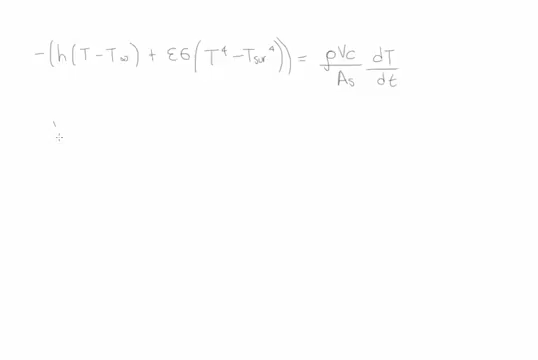 -(h(T-T∞) + εσ(T⁴-Tsur⁴)) = ρVc/As dT/dt